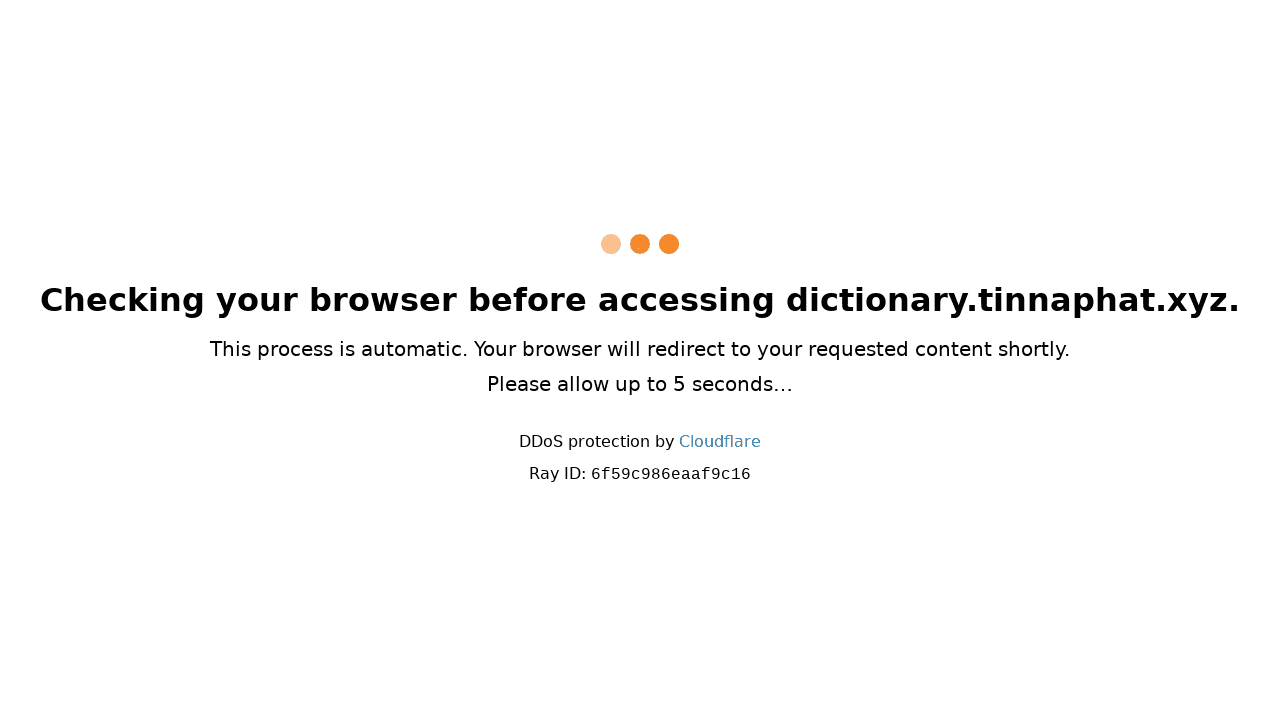 Checking your browser before accessing dictionary.tinnaphat.xyz.
This process is automatic. Your browser will redirect to your requested content shortly.
Please allow up to 5 seconds…
DDoS protection by Cloudflare
Ray ID: 6f59c986eaaf9c16